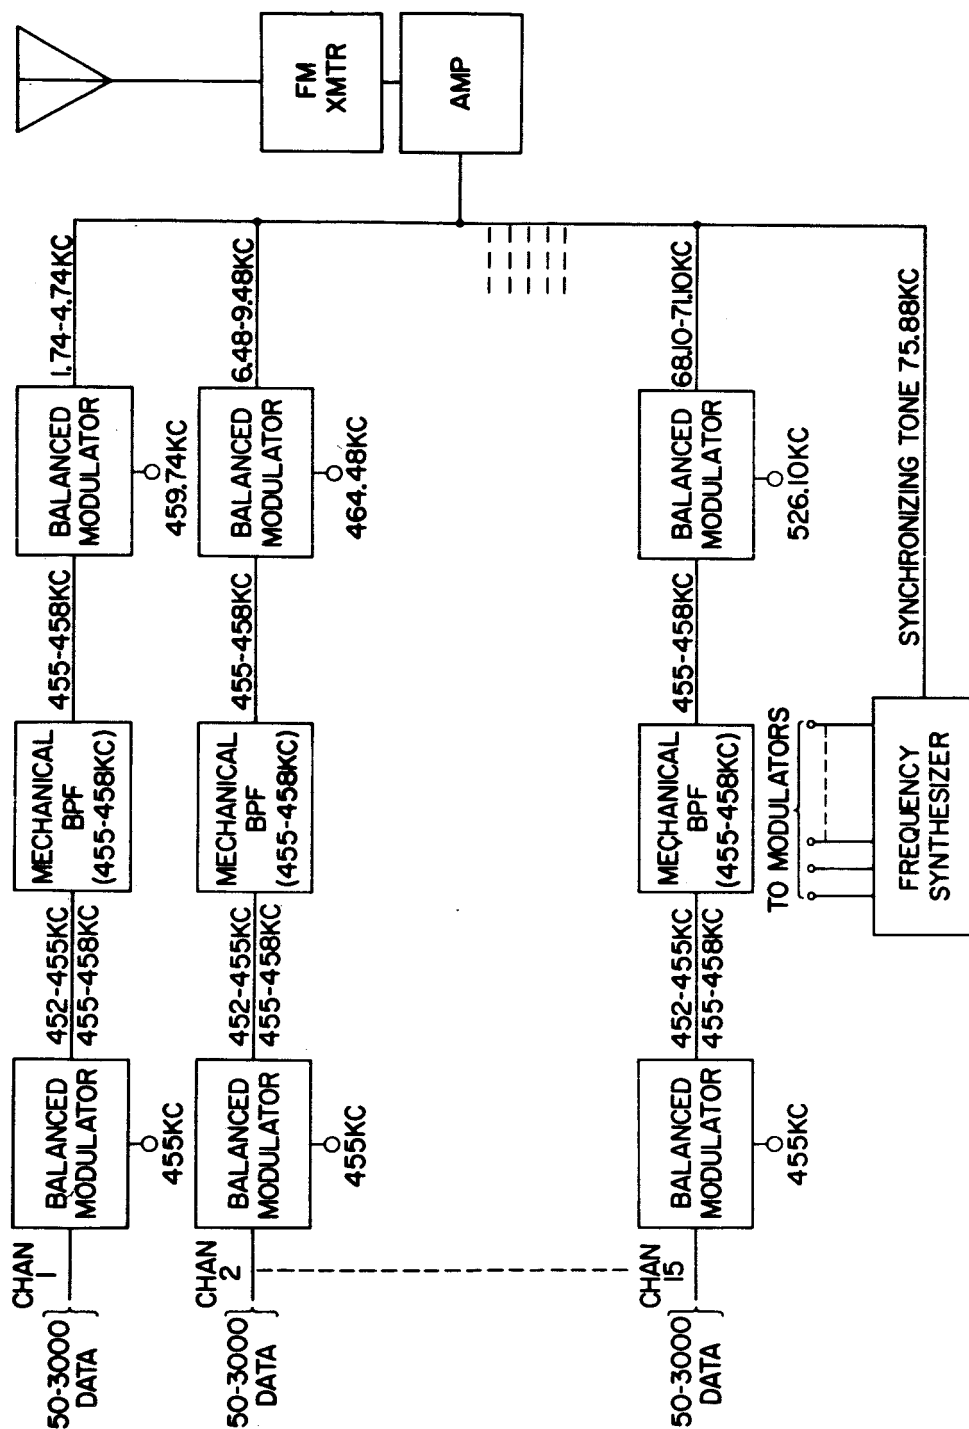 CHAN
1
50-3000
DATA
BALANCED
MODULATOR
455KC
452-455KC
455-458KC
MECHANICAL
BPF
(455-458KC)
455-458KC
BALANCED
MODULATOR
459.74KC
1.74-4.74KC
FM
XMTR
AMP
CHAN
2
50-3000
DATA
BALANCED
MODULATOR
455KC
452-455KC
455-458KC
MECHANICAL
BPF
(455-458KC)
455-458KC
BALANCED
MODULATOR
464.48KC
6.48-9.48KC
CHAN
15
50-3000
DATA
BALANCED
MODULATOR
455KC
452-455KC
455-458KC
MECHANICAL
BPF
(455-458KC)
455-458KC
BALANCED
MODULATOR
526.10KC
68.10-71.10KC
TO MODULATORS
FREQUENCY
SYNTHESIZER
SYNCHRONIZING TONE 75.88KC